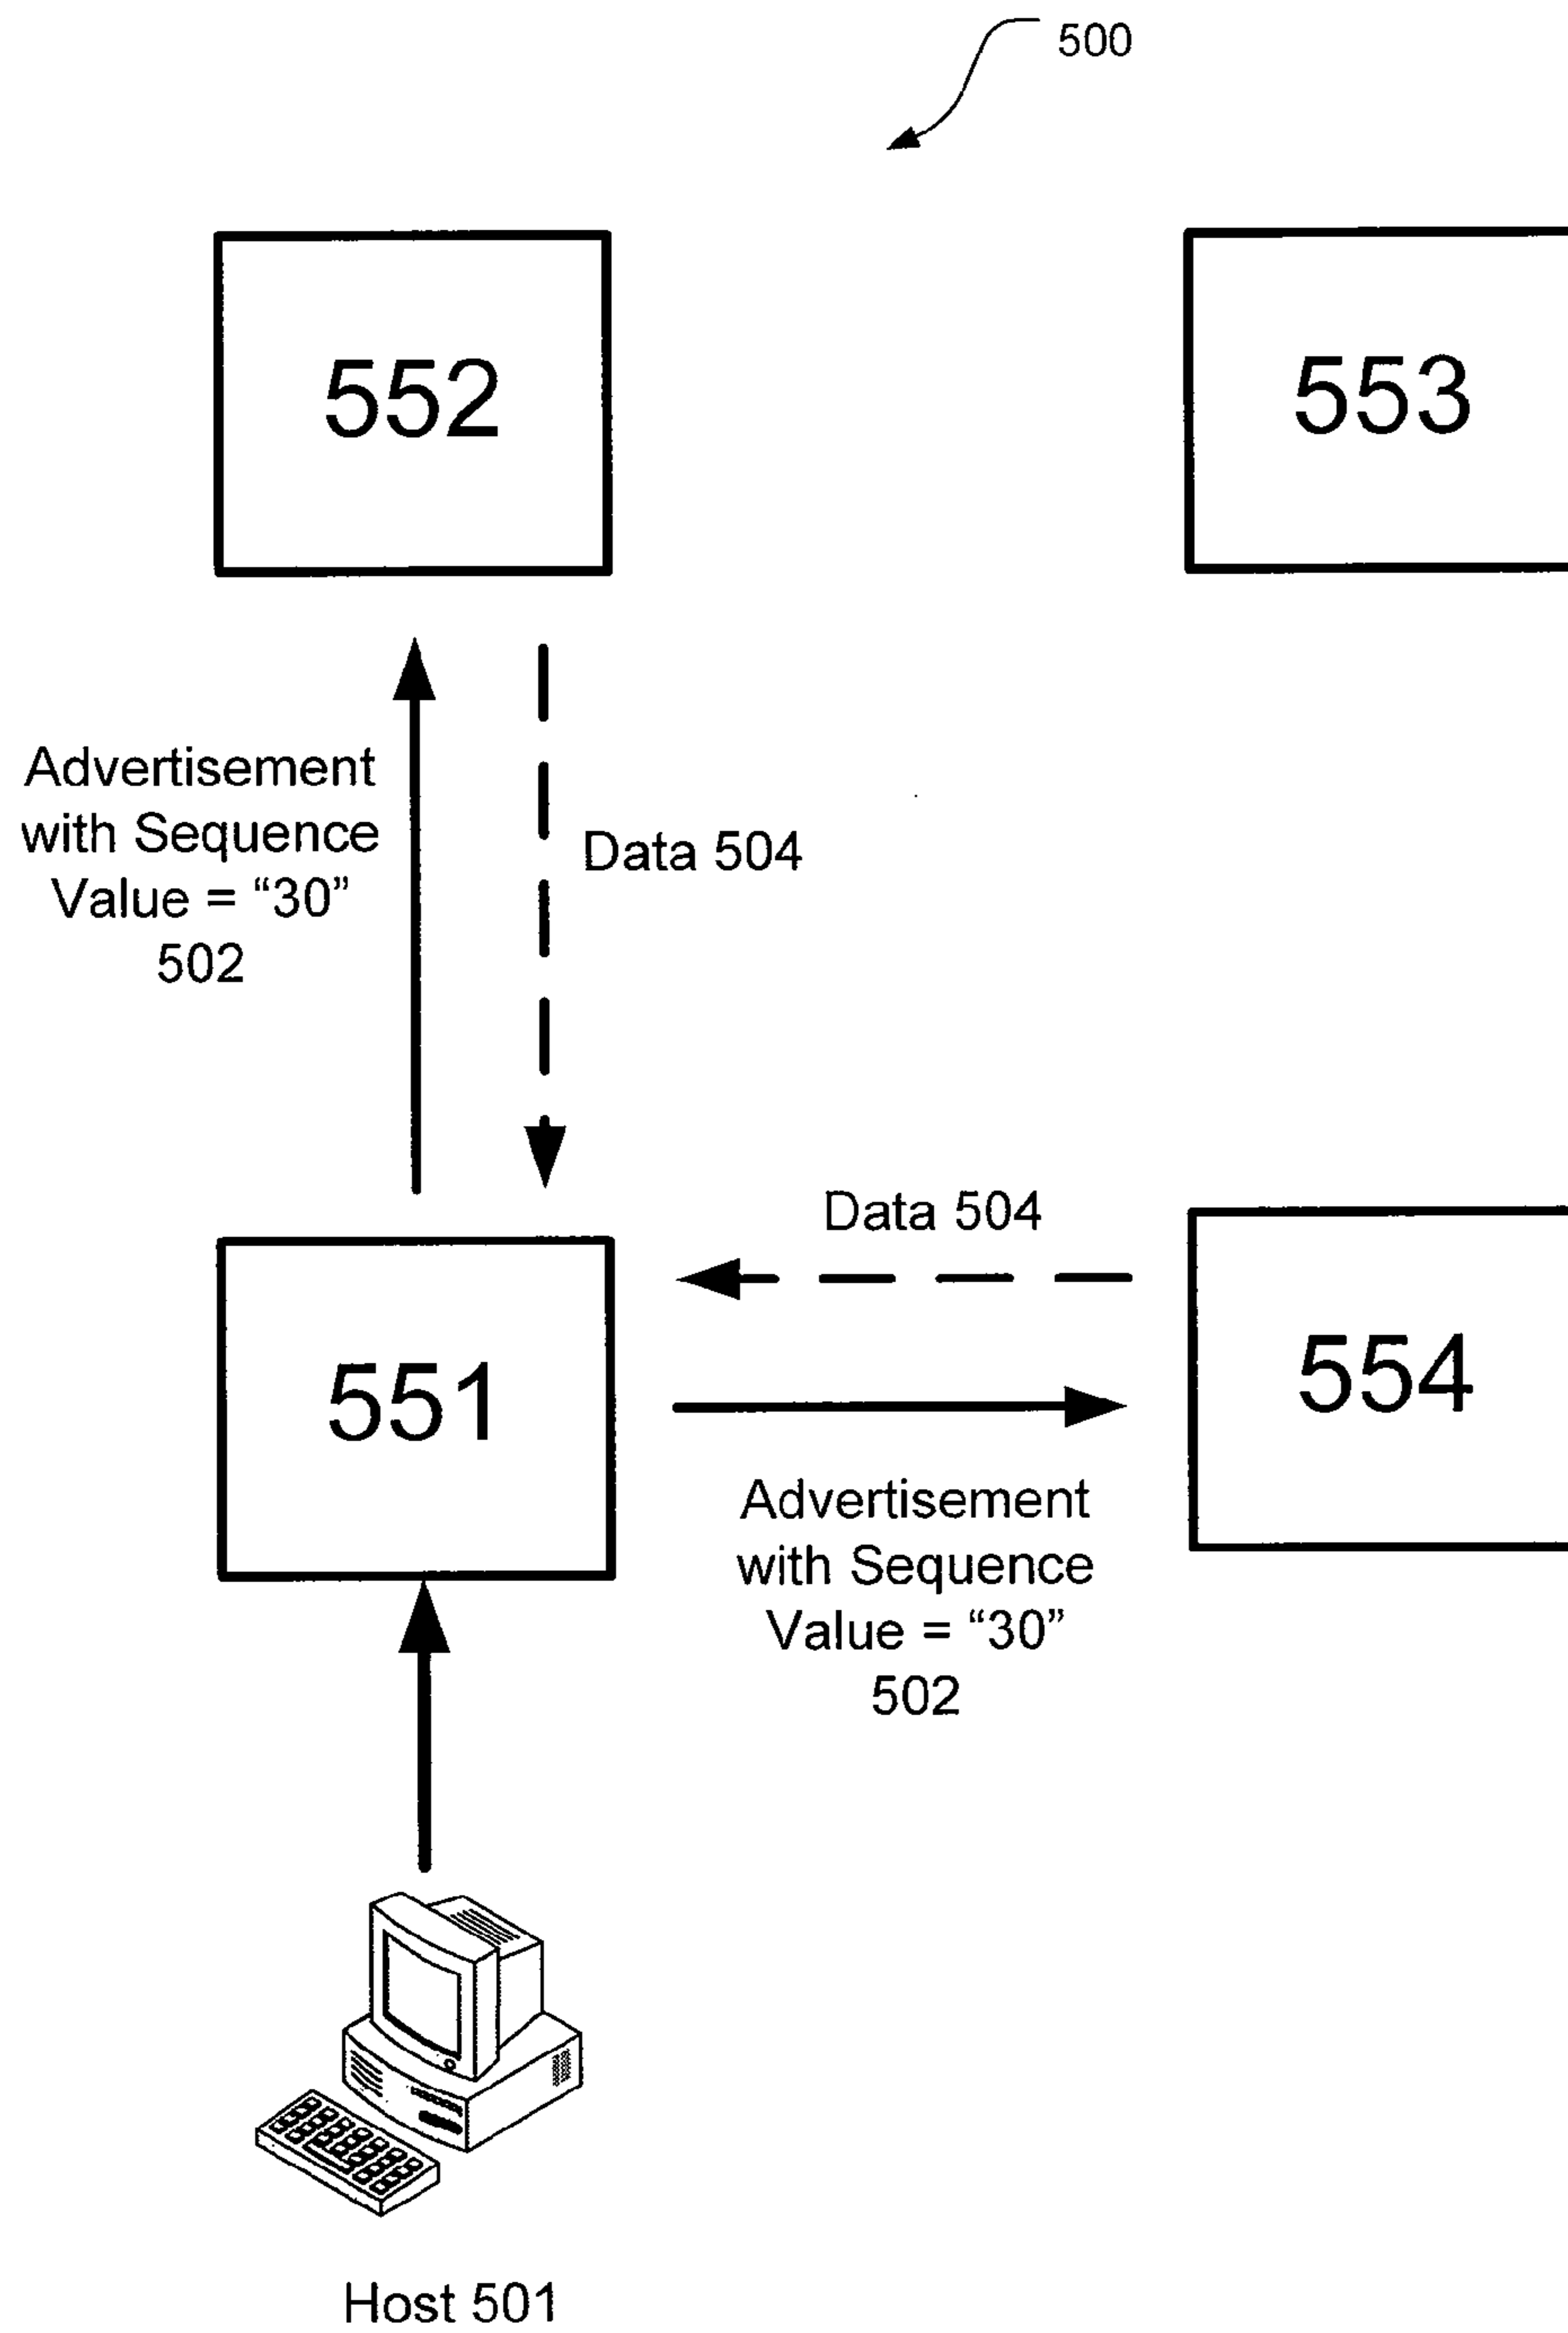 500
552
553
Advertisement
with Sequence
Value = “30”
502
Data 504
Data 504
551
554
Advertisement
with Sequence
Value = “30”
502
Host 501